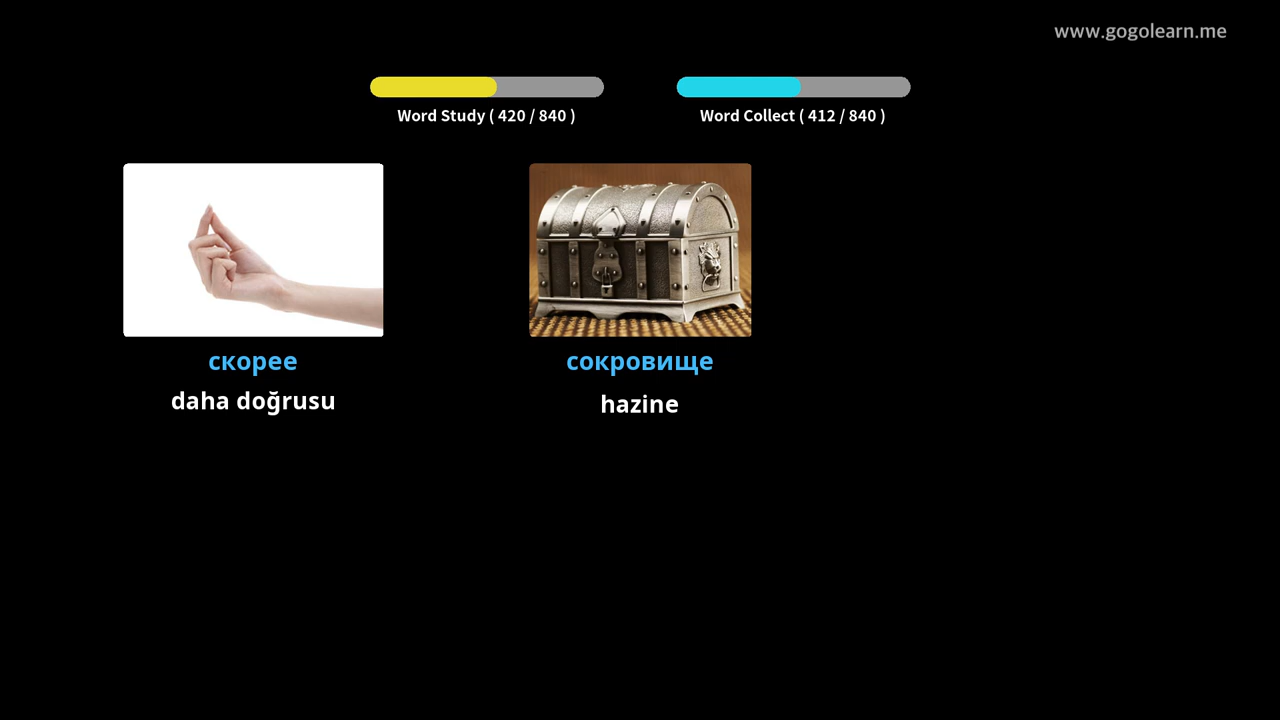 www.gogolearn.me
Word Study ( 420 / 840 )
Word Collect ( 412 / 840 )
скорее
daha doğrusu
сокровище
hazine